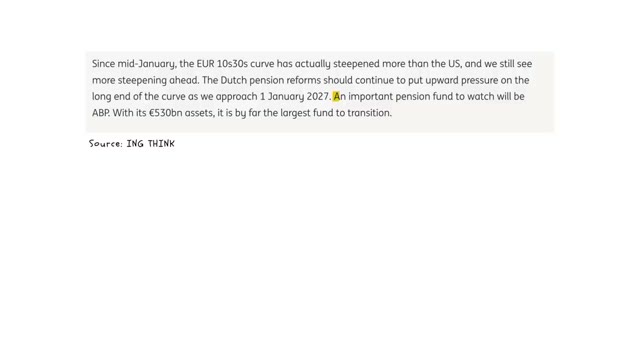 Since mid-January, the EUR 10s30s curve has actually steepened more than the US, and we still see
more steepening ahead. The Dutch pension reforms should continue to put upward pressure on the
long end of the curve as we approach 1 January 2027. An important pension fund to watch will be
ABP. With its €530bn assets, it is by far the largest fund to transition.
Source: ING THINK